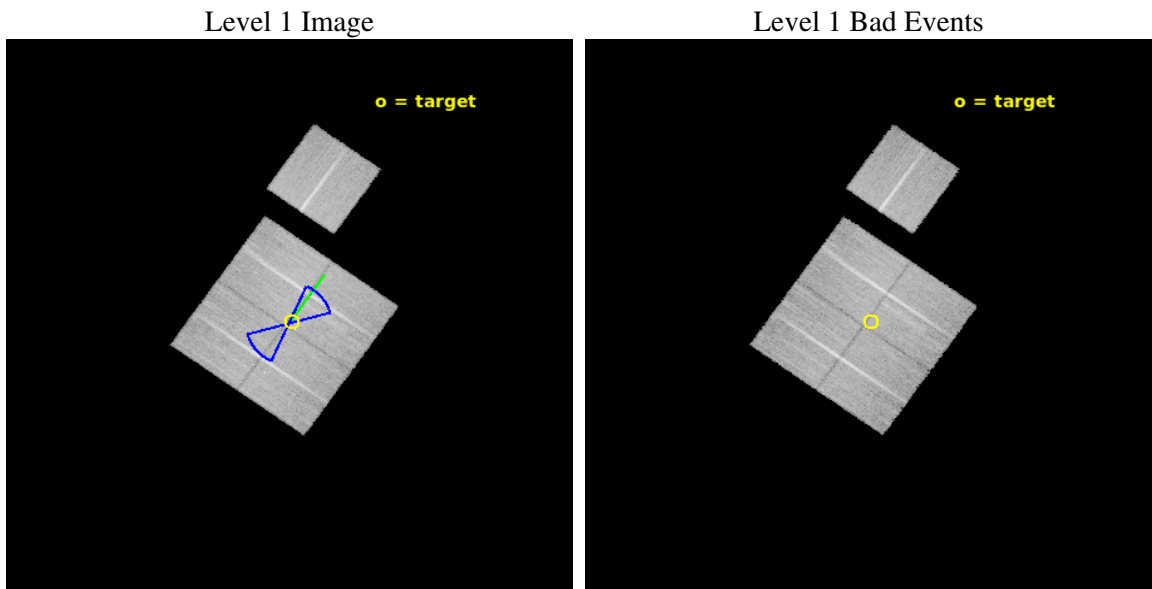 Level 1 Image
Level 1 Bad Events
o = target
o = target